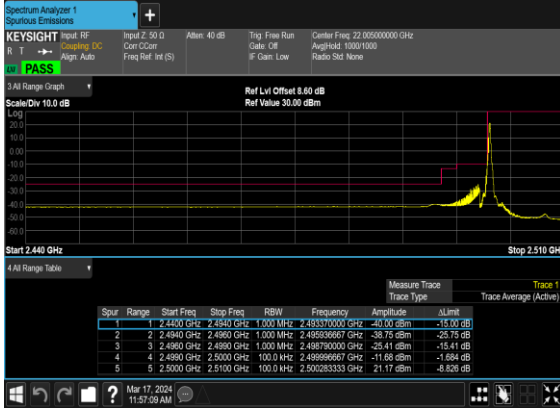 Spectrum Analyzer 1
Spurious Emissions
+
KEYSIGHT Input: RF Input Z: 50 Ω Atten: 40 dB Trig: Free Run Center Freq: 22.005000000 GHz
R T Coupling: DC Corr CCorr Gate: Off Avg|Hold: 1000/1000
Align: Auto Freq Ref: Int (S) IF Gain: Low Radio Std: None
PASS
3 All Range Graph Ref Lvl Offset 8.60 dB
Scale/Div 10.0 dB Ref Value 30.00 dBm
Log
20.0
10.0
0.00
-10.0
-20.0
-30.0
-40.0
-50.0
-60.0
Start 2.440 GHz Stop 2.510 GH
4 All Range Table
Measure Trace Trace 1
Trace Type Trace Average (Active)
Spur Range Start Freq Stop Freq RBW Frequency Amplitude ΔLimit
1 1 2.4400 GHz 2.4940 GHz 1.000 MHz 2.493370000 GHz -40.00 dBm -15.00 dB
2 2 2.4940 GHz 2.4960 GHz 1.000 MHz 2.495936667 GHz -38.75 dBm -25.75 dB
3 3 2.4960 GHz 2.4990 GHz 1.000 MHz 2.498790000 GHz -25.41 dBm -15.41 dB
4 4 2.4990 GHz 2.5000 GHz 100.0 kHz 2.499996667 GHz -11.68 dBm -1.684 dB
5 5 2.5000 GHz 2.5100 GHz 100.0 kHz 2.500283333 GHz 21.17 dBm -8.826 dB
? Mar 17, 2024
11:57:09 AM